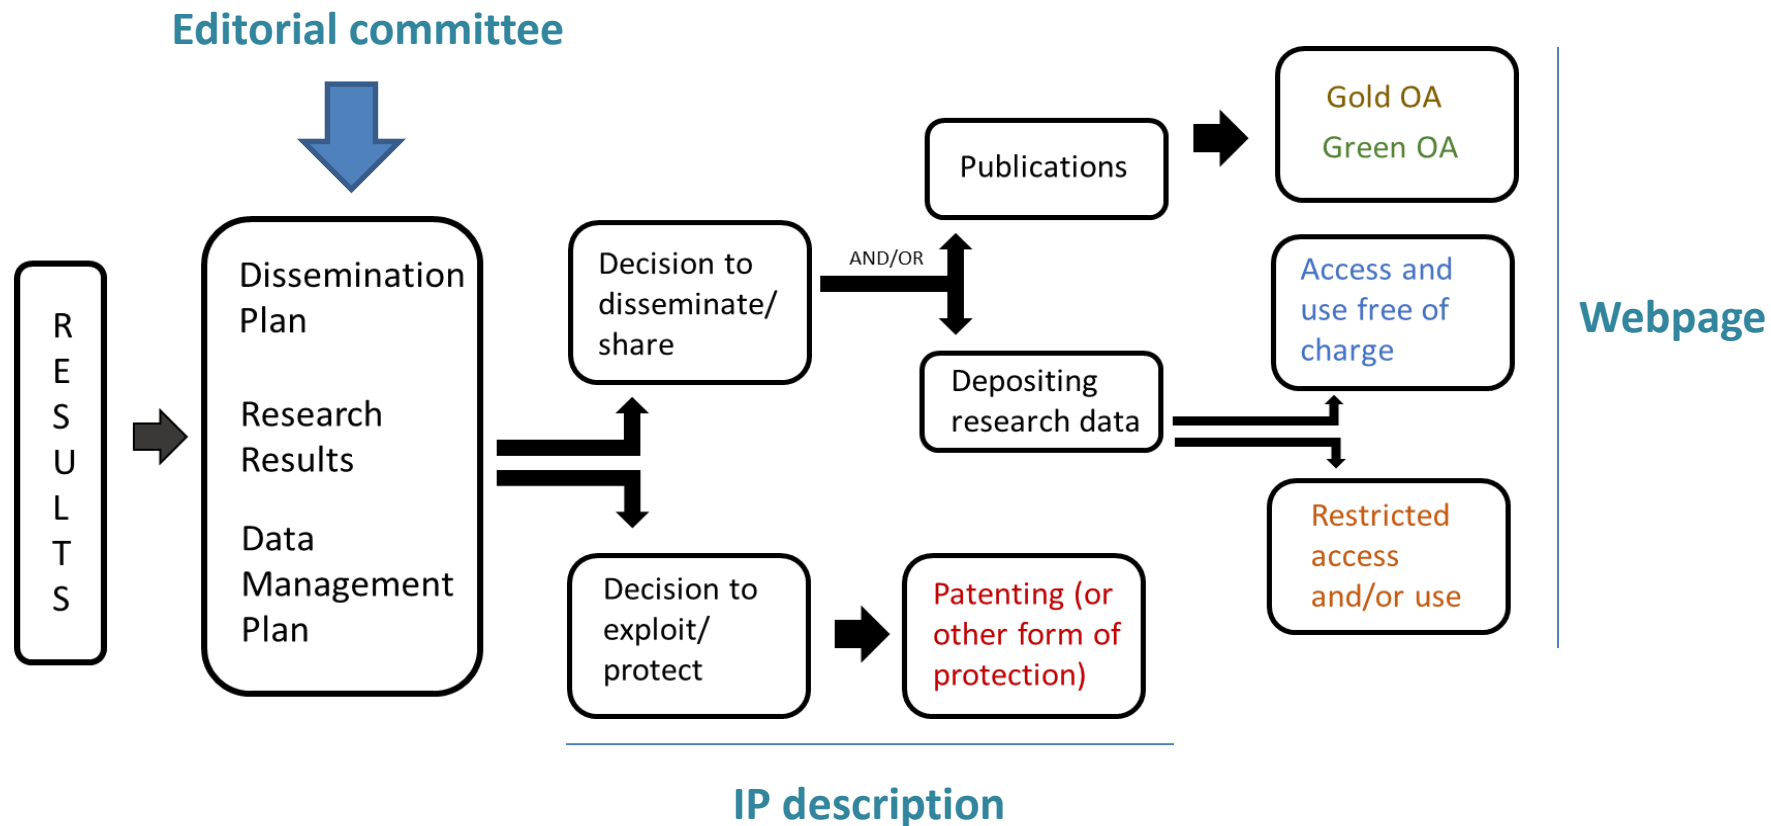 Editorial committee
RESULTS
Dissemination
Plan
Research
Results
Data
Management
Plan
Decision to
disseminate/
share
AND/OR
Publications
Gold OA
Green OA
Depositing
research data
Access and
use free of
charge
Restricted
access
and/or use
Webpage
Decision to
exploit/
protect
Patenting (or
other form of
protection)
IP description